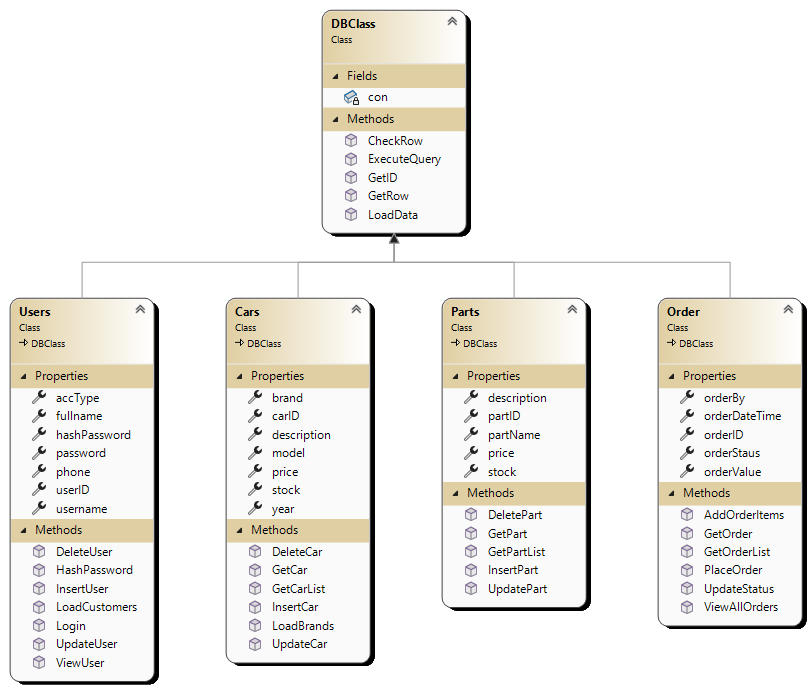 DBClass
Class
Fields
con
Methods
CheckRow
ExecuteQuery
GetID
GetRow
LoadData
Users
Class
DBClass
Properties
accType
fullname
hashPassword
password
phone
userID
username
Methods
DeleteUser
HashPassword
InsertUser
LoadCustomers
Login
UpdateUser
ViewUser
Cars
Class
DBClass
Properties
brand
carID
description
model
price
stock
year
Methods
DeleteCar
GetCar
GetCarList
InsertCar
LoadBrands
UpdateCar
Parts
Class
DBClass
Properties
description
partID
partName
price
stock
Methods
DeletePart
GetPart
GetPartList
InsertPart
UpdatePart
Order
Class
DBClass
Properties
orderBy
orderDateTime
orderID
orderStaus
orderValue
Methods
AddOrderItems
GetOrder
GetOrderList
PlaceOrder
UpdateStatus
ViewAllOrders